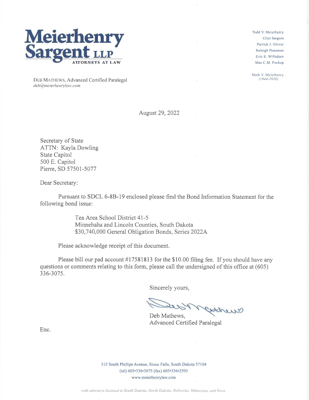 Meierhenry
Sargent LLP
ATTORNEYS AT LAW
Todd V. Meierhenry
Clint Sargent
Patrick J. Glover
Raleigh Hansman
Erin E. Willadsen
Mark V. Meierhenry
DEB MATHEWS, Advanced Certified Paralegal
deb@meierhenrylaw.com
August 29, 2022
Secretary of State
ATTN: Kayla Dowling
State Capitol
500 E. Capitol
Pierre, SD 57501-5077
Dear Secretary:
Pursuant to SDCL 6-8B-19 enclosed please find the Bond Information Statement for the
following bond issue:
Tea Area School District 41-5
Minnehaha and Lincoln Counties, South Dakota
$30,740,000 General Obligation Bonds, Series 2022A
Please acknowledge receipt of this document.
Please bill our pad account #17581813 for the $10.00 filing fee. If you should have any
questions or comments relating to this form, please call the undersigned of this office at (605)
336-3075.
Sincerely yours,
Deb Mathews
Deb Mathews,
Advanced Certified Paralegal
Enc.
315 South Phillips Avenue, Sioux Falls, South Dakota 57104
(tel) 605•336•3075 (fax) 605•336•2593
www.meierhenrylaw.com
with attorneys licensed in South Dakota, North Dakota, Nebraska, Minnesota, and Iowa